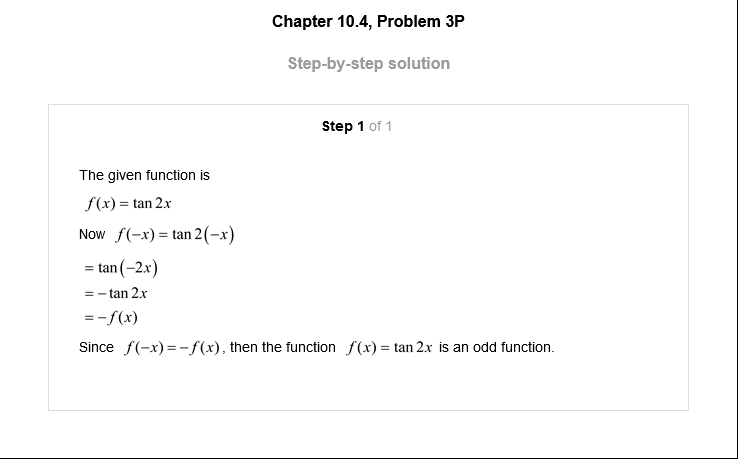 Chapter 10.4, Problem 3P
Step-by-step solution
Step 1 of 1
The given function is
f(x) = tan 2x
Now f(−x) = tan 2(−x)
= tan(−2x)
= − tan 2x
= −f(x)
Since f(−x) = −f(x), then the function f(x) = tan 2x is an odd function.